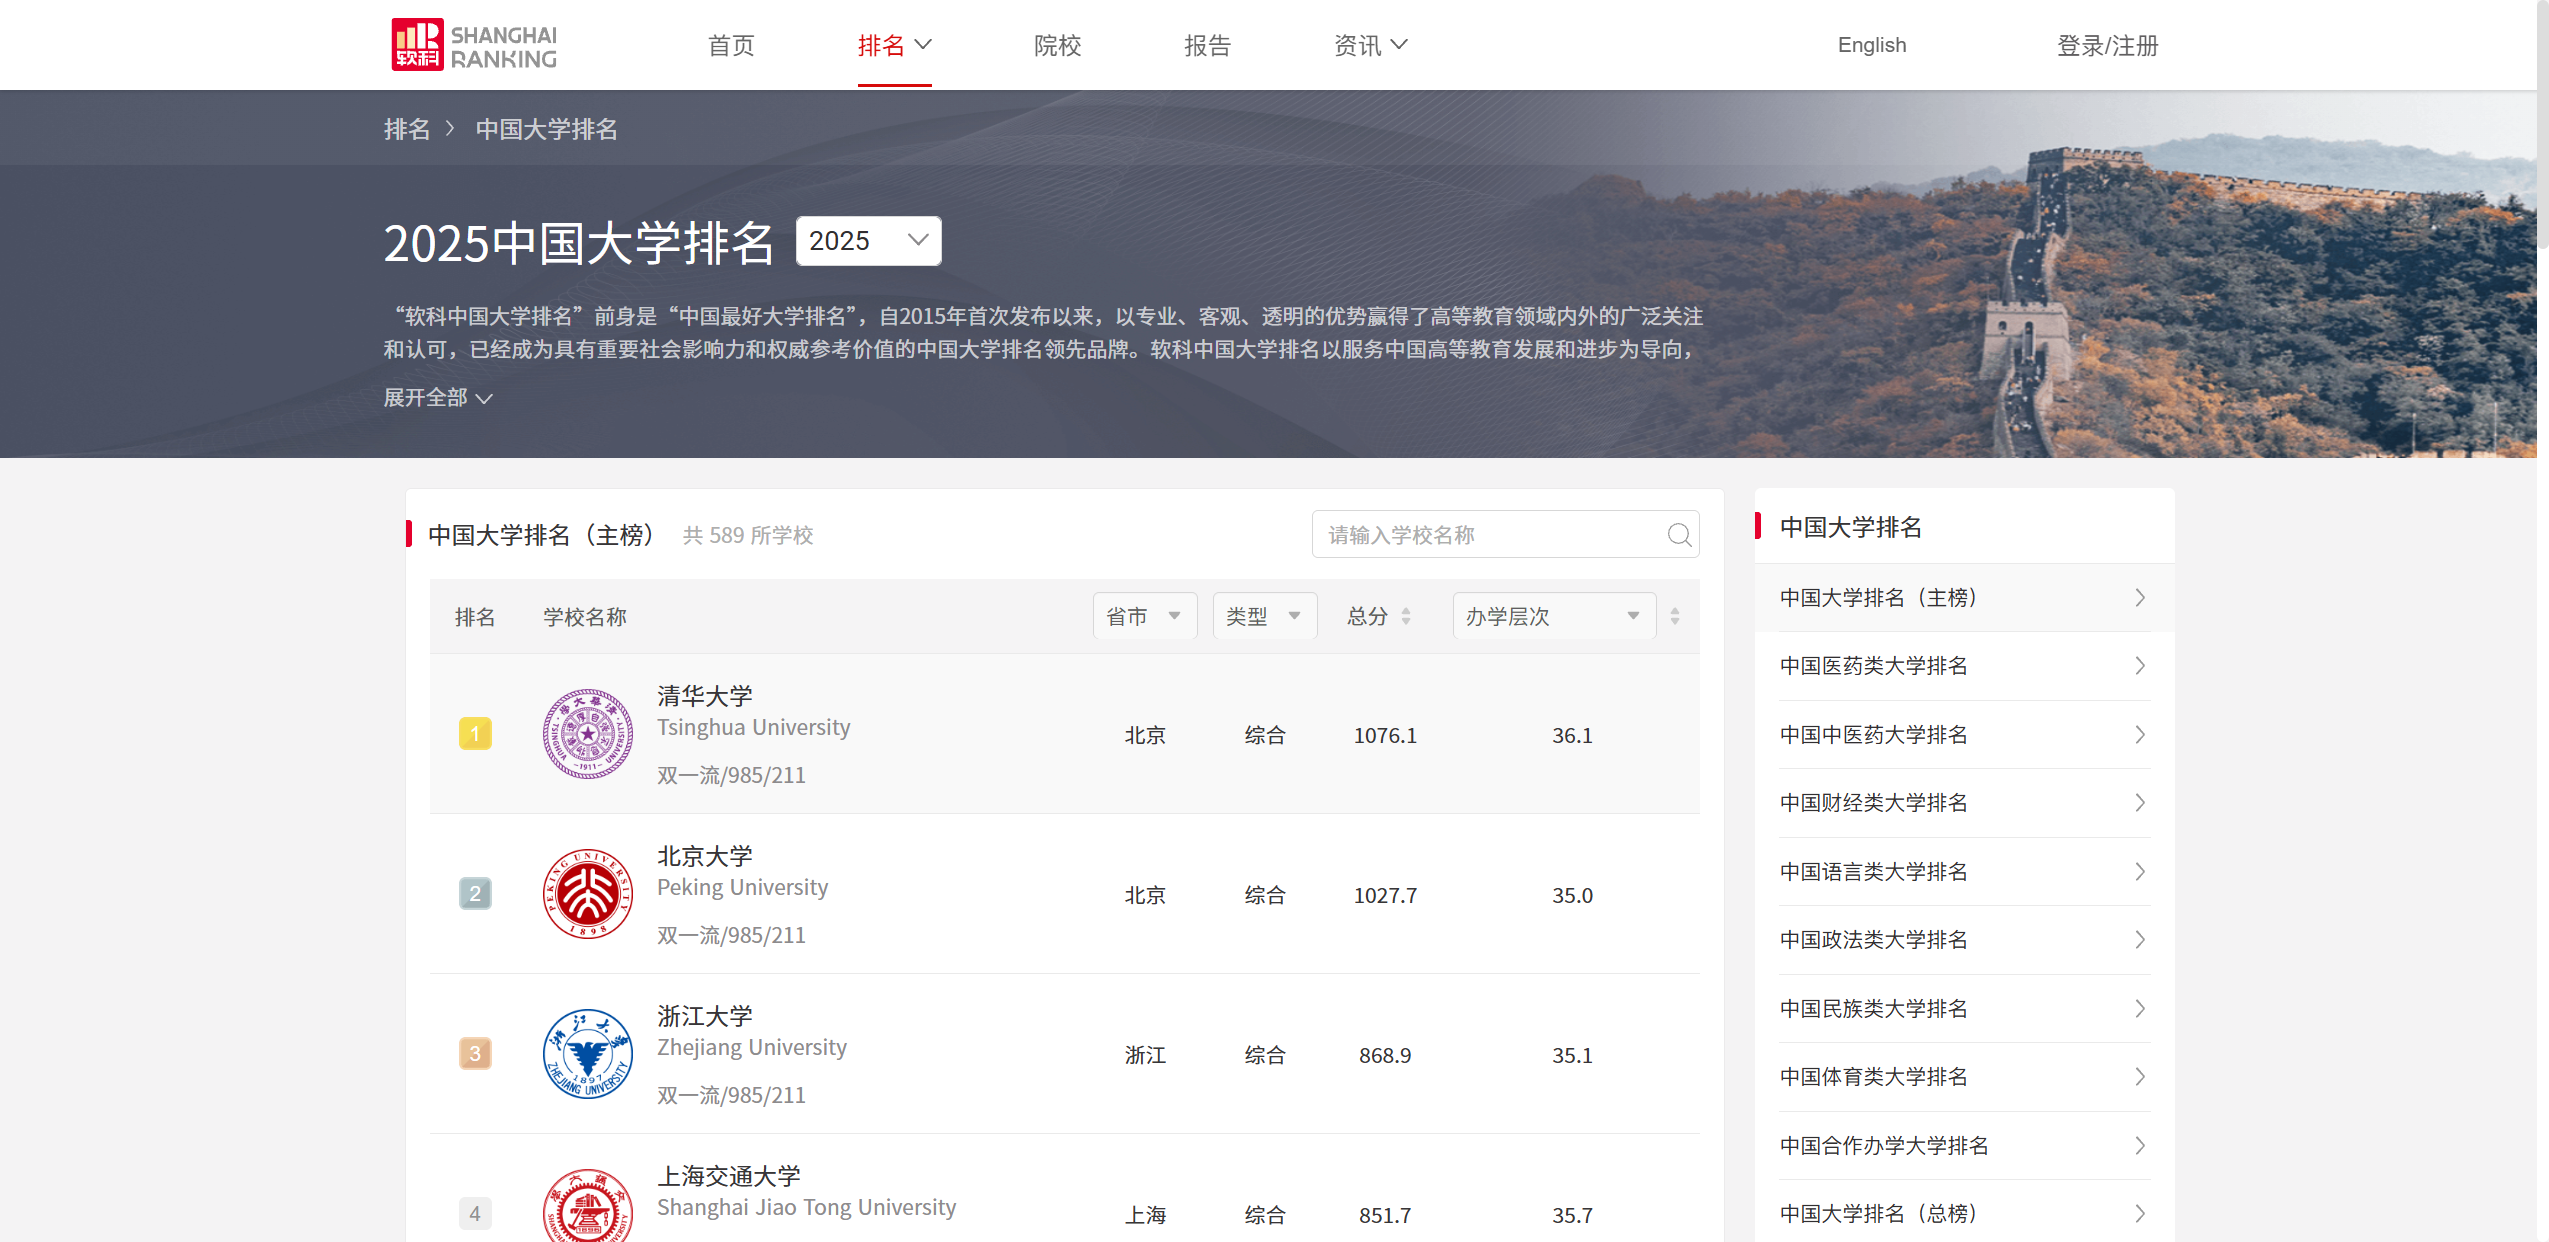 软科
SHANGHAI
RANKING
首页
排名
院校
报告
资讯
English
登录/注册
排名
中国大学排名
2025中国大学排名
2025
“软科中国大学排名”前身是“中国最好大学排名”，自2015年首次发布以来，以专业、客观、透明的优势赢得了高等教育领域内外的广泛关注
和认可，已经成为具有重要社会影响力和权威参考价值的中国大学排名领先品牌。软科中国大学排名以服务中国高等教育发展和进步为导向，
展开全部
中国大学排名（主榜） 共 589 所学校
请输入学校名称
排名 学校名称 省市 类型 总分 办学层次
1
清华大学
Tsinghua University
双一流/985/211
北京 综合 1076.1 36.1
2
北京大学
Peking University
双一流/985/211
北京 综合 1027.7 35.0
PEKING UNIVERSITY
1898
3
浙江大学
Zhejiang University
双一流/985/211
浙江 综合 868.9 35.1
ZHEJIANG UNIVERSITY
1897
4
上海交通大学
Shanghai Jiao Tong University
上海 综合 851.7 35.7
TSINGHUA UNIVERSITY
1911
中国大学排名
中国大学排名（主榜）
中国医药类大学排名
中国中医药大学排名
中国财经类大学排名
中国语言类大学排名
中国政法类大学排名
中国民族类大学排名
中国体育类大学排名
中国合作办学大学排名
中国大学排名（总榜）